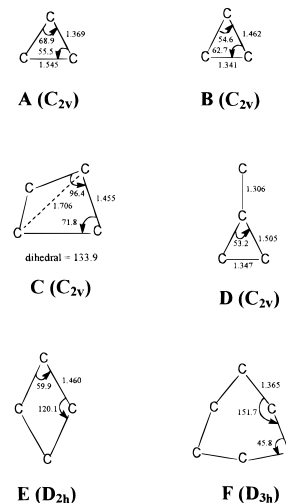 C
68.9
1.369
55.5
C C
1.545
A (C2v)
C
54.6
1.462
62.7
C C
1.341
B (C2v)
C
C
96.4
1.706
1.455
71.8
C C
dihedral = 133.9
C (C2v)
C
1.306
C
53.2
1.505
C C
1.347
D (C2v)
C
59.9
1.460
C 120.1 C
C
E (D2h)
C
1.365
C C
151.7
45.8
C C
F (D3h)